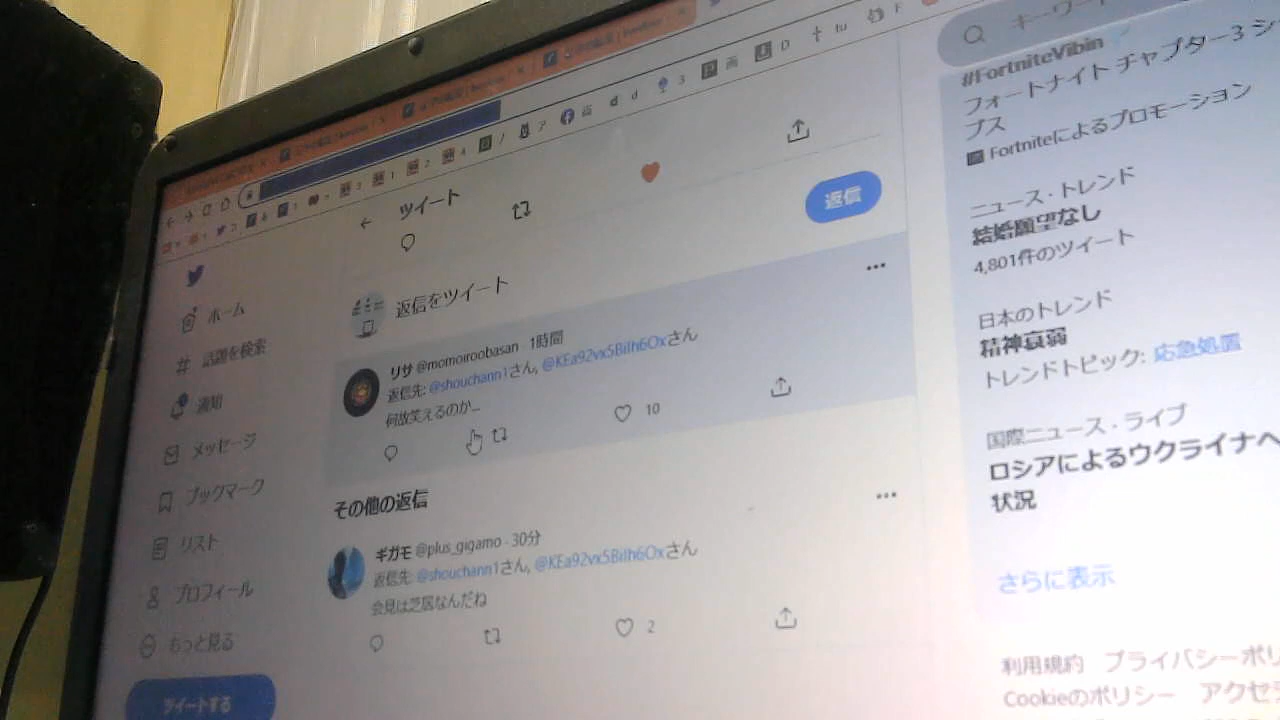 ツイート
返信
返信をツイート
リサ @momoiroobasan · 1時間
返信先: @shouchann1さん, @KEa92vx5BiIh6Oxさん
何故笑えるのか...
10
その他の返信
ギガモ @plus_gigamo · 30分
返信先: @shouchann1さん, @KEa92vx5BiIh6Oxさん
会見は芝居なんだね
2
ホーム
話題を検索
通知
メッセージ
ブックマーク
リスト
プロフィール
もっと見る
ツイートする
キーワー
#FortniteVibin
フォートナイト チャプター3 シ
プス
Fortniteによるプロモーション
ニュース · トレンド
結婚願望なし
4,801件のツイート
日本のトレンド
精神衰弱
トレンドトピック: 応急処置
国際ニュース · ライブ
ロシアによるウクライナへ
状況
さらに表示
利用規約 プライバシーポリ
Cookieのポリシー アクセシ